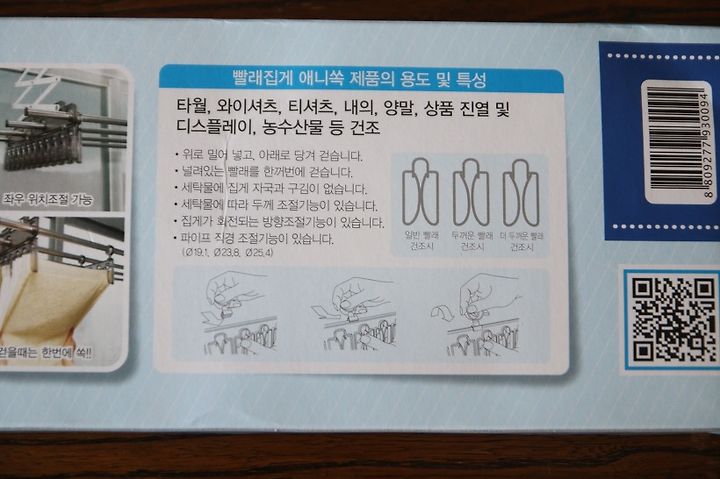 빨래집게 애니쏙 제품의 용도 및 특성
타월, 와이셔츠, 티셔츠, 내의, 양말, 상품 진열 및
디스플레이, 농수산물 등 건조
• 위로 밀어 넣고, 아래로 당겨 걷습니다.
• 널려있는 빨래를 한꺼번에 걷습니다.
• 세탁물에 집게 자국과 구김이 없습니다.
• 세탁물에 따라 두께 조절기능이 있습니다.
• 집게가 회전되는 방향조절기능이 있습니다.
• 파이프 직경 조절기능이 있습니다.
(Ø19.1, Ø23.8, Ø25.4)
일반 빨래
건조시
두꺼운 빨래
건조시
더 두꺼운 빨래
건조시
좌우 위치조절 가능
걷을때는 한번에 쏙!!
8 809277 930094